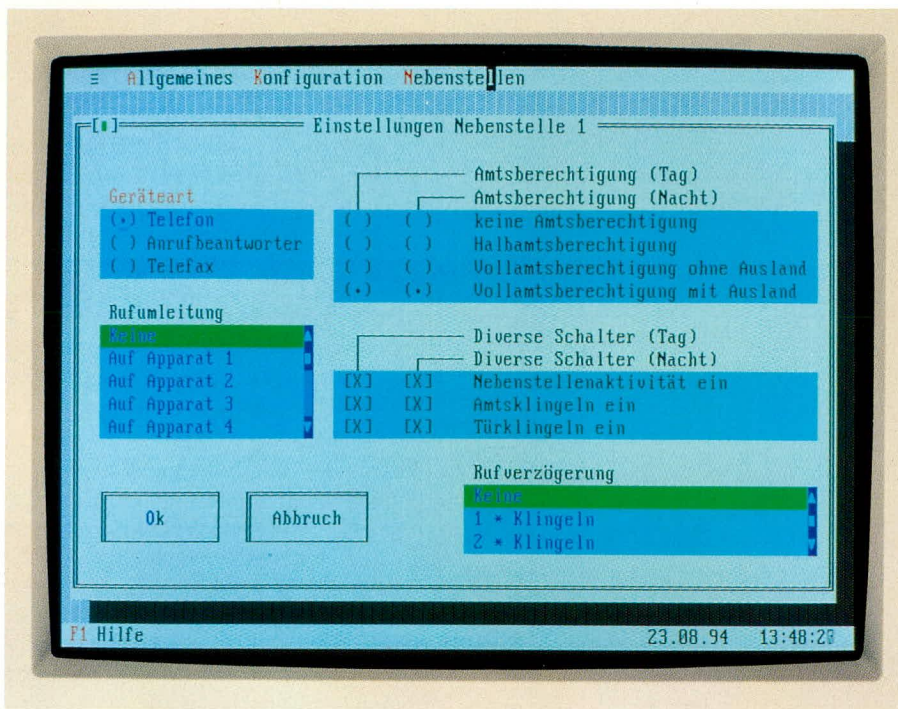 ≡ Allgemeines Konfiguration Nebenstellen
Einstellungen Nebenstelle 1
Geräteart
(•) Telefon
( ) Anrufbeantworter
( ) Telefax
Amtsberechtigung (Tag)
Amtsberechtigung (Nacht)
( ) ( ) keine Amtsberechtigung
( ) ( ) Halbamtsberechtigung
( ) ( ) Vollamtsberechtigung ohne Ausland
(•) (•) Vollamtsberechtigung mit Ausland
Rufumleitung
Keine
Auf Apparat 1
Auf Apparat 2
Auf Apparat 3
Auf Apparat 4
Diverse Schalter (Tag)
Diverse Schalter (Nacht)
[X] [X] Nebenstellenaktivität ein
[X] [X] Amtsklingeln ein
[X] [X] Türklingeln ein
Rufverzögerung
Keine
1 * Klingeln
2 * Klingeln
Ok
Abbruch
F1 Hilfe
23.08.94 13:48:2